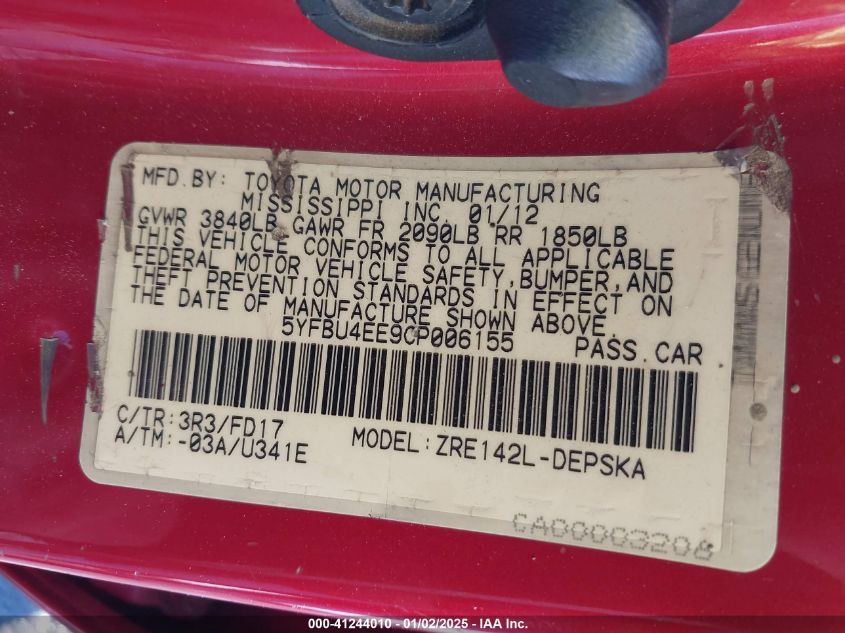 MFD.BY: TOYOTA MOTOR MANUFACTURING
MISSISSIPPI INC. 01/12
GVWR 3840LB GAWR FR 2090LB RR 1850LB
THIS VEHICLE CONFORMS TO ALL APPLICABLE
FEDERAL MOTOR VEHICLE SAFETY,BUMPER,AND
THEFT PREVENTION STANDARDS IN EFFECT ON
THE DATE OF MANUFACTURE SHOWN ABOVE.
5YFBU4EE9CP006155 PASS.CAR
C/TR:3R3/FD17
A/TM:-03A/U341E MODEL:ZRE142L-DEPSKA
CA00003208
000-41244010 - 01/02/2025 - IAA Inc.